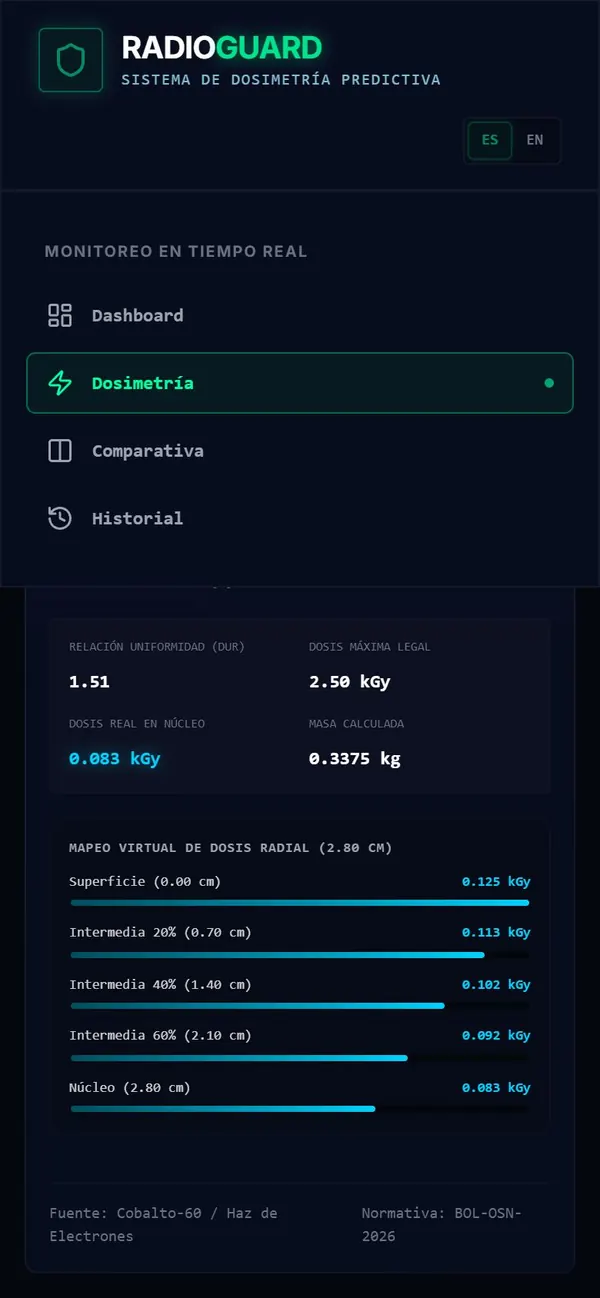 RADIOGUARD
SISTEMA DE DOSIMETRÍA PREDICTIVA
ES EN
MONITOREO EN TIEMPO REAL
Dashboard
Dosimetría
Comparativa
Historial
RELACIÓN UNIFORMIDAD (DUR) DOSIS MÁXIMA LEGAL
1.51 2.50 kGy
DOSIS REAL EN NÚCLEO MASA CALCULADA
0.083 kGy 0.3375 kg
MAPEO VIRTUAL DE DOSIS RADIAL (2.80 CM)
Superficie (0.00 cm) 0.125 kGy
Intermedia 20% (0.70 cm) 0.113 kGy
Intermedia 40% (1.40 cm) 0.102 kGy
Intermedia 60% (2.10 cm) 0.092 kGy
Núcleo (2.80 cm) 0.083 kGy
Fuente: Cobalto-60 / Haz de Normativa: BOL-OSN-
Electrones 2026